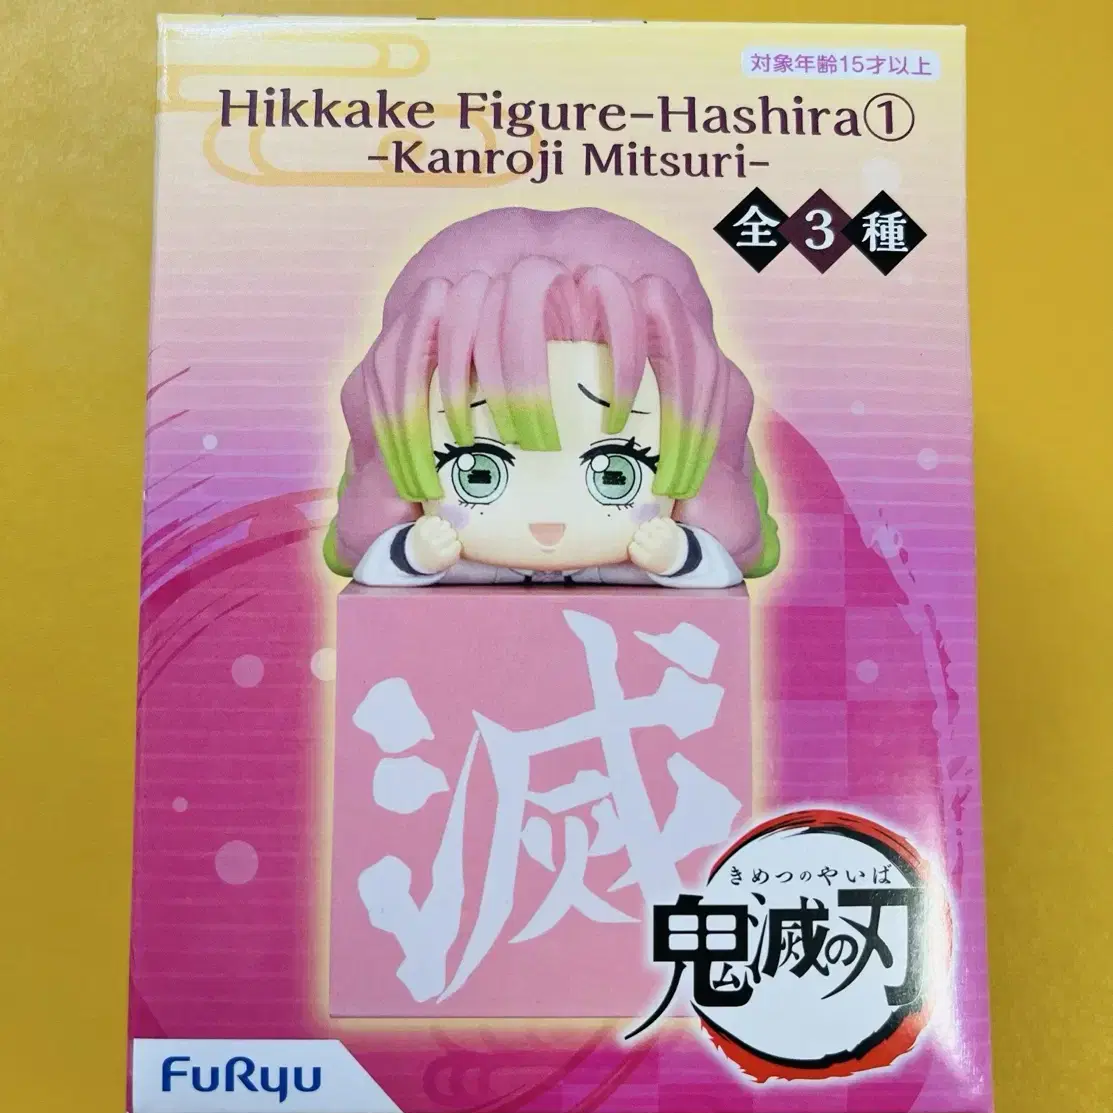 対象年齢15才以上
Hikkake Figure-Hashira①
-Kanroji Mitsuri-
全3種
滅
きめつのやいば
鬼滅の刃
FuRyu